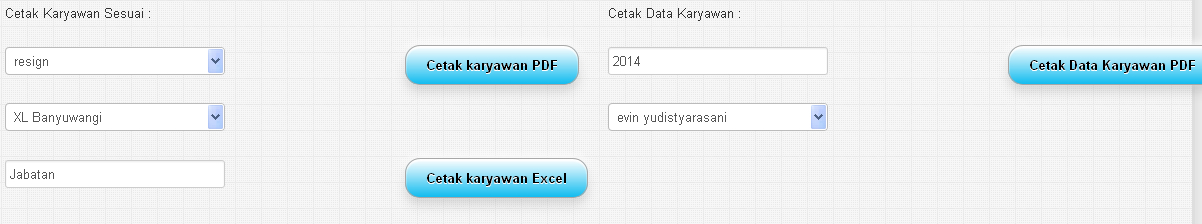 Cetak Karyawan Sesuai :
resign
Cetak karyawan PDF
XL Banyuwangi
Jabatan
Cetak karyawan Excel
Cetak Data Karyawan :
2014
Cetak Data Karyawan PDF
evin yudistyarasani